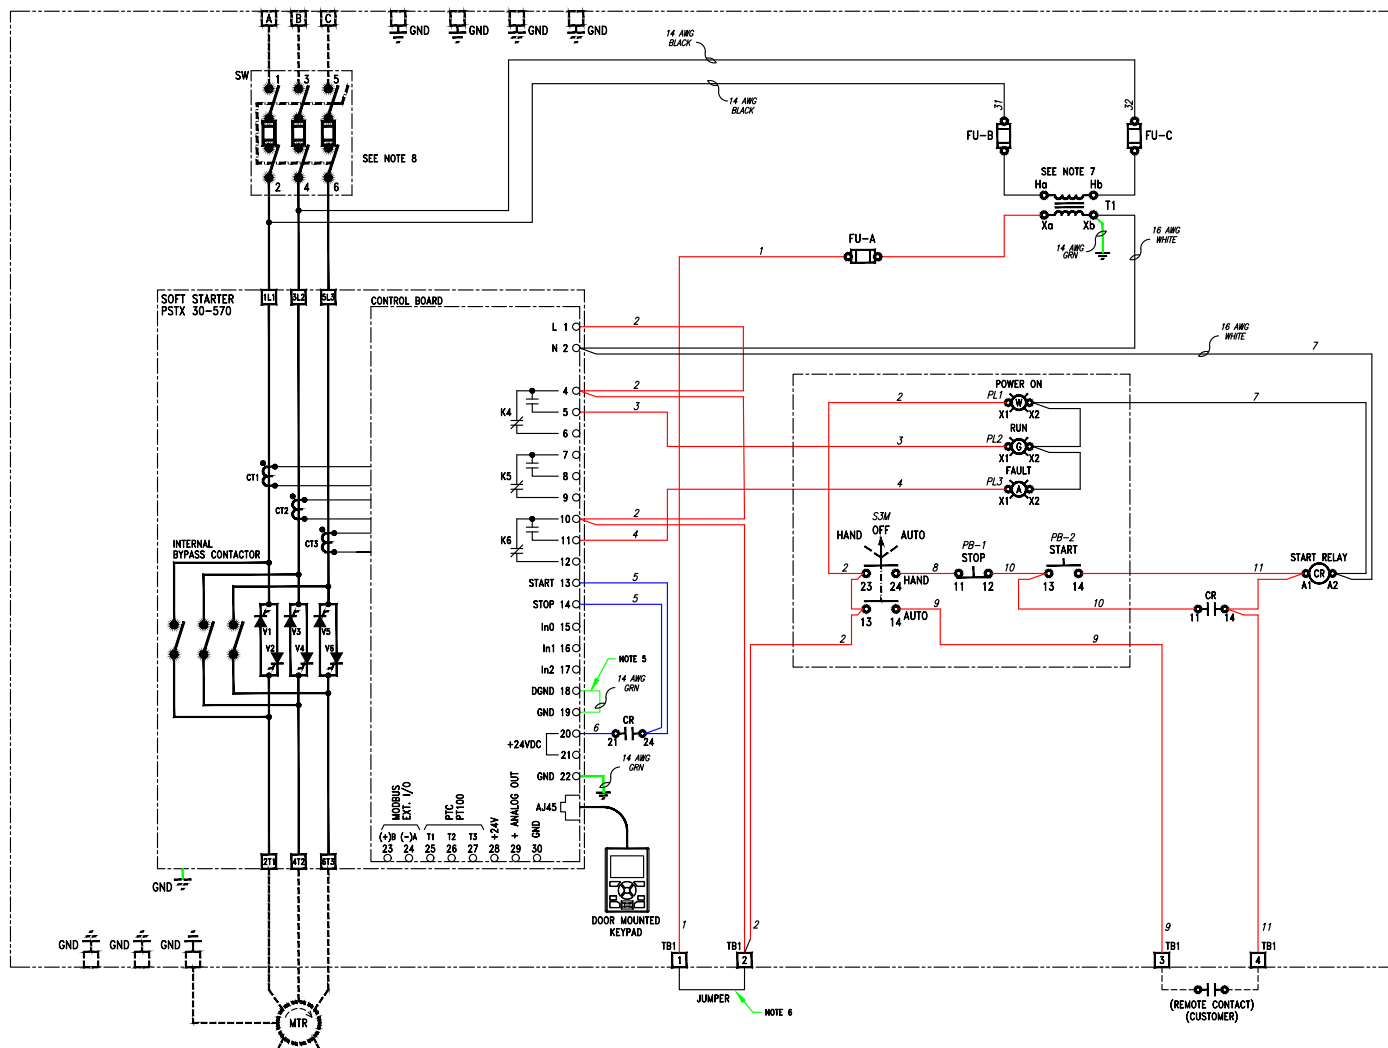 A B C
GND GND GND GND
14 AWG
BLACK
14 AWG
BLACK
SW
1 3 5
2 4 6
SEE NOTE 8
31 32
FU-B FU-C
SEE NOTE 7
Ha Hb
T1
Xa Xb
14 AWG
GRN
16 AWG
WHITE
FU-A
1
SOFT STARTER
PSTX 30-570
1L1 3L2 5L3
CONTROL BOARD
L 1
2
N 2
16 AWG
WHITE
7
4
2
5
3
6
K4
7
8
9
K5
10
2
11
4
12
K6
START 13
5
STOP 14
5
In0 15
In1 16
In2 17
DGND 18
GND 19
NOTE 5
14 AWG
GRN
20
6
21
+24VDC
CR
21 24
GND 22
14 AWG
GRN
AJ45
CT1
CT2
CT3
INTERNAL
BYPASS CONTACTOR
V1 V3 V5
V2 V4 V6
MODBUS
EXT. I/O
PTC
PT100
+24V
+ ANALOG OUT
GND
(+)B (-)A T1 T2 T3
23 24 25 26 27 28 29 30
2T1 4T2 6T3
GND
DOOR MOUNTED
KEYPAD
POWER ON
2
PL1
W
X1 X2
7
RUN
3
PL2
G
X1 X2
FAULT
4
PL3
A
X1 X2
S3M
OFF
HAND AUTO
2
23 24
HAND
8
PB-1
STOP
11 12
10
PB-2
START
13 14
11
START RELAY
CR
A1 A2
13 14
AUTO
9
10
CR
11 14
2
9
1 2 9 11
TB1 TB1 TB1 TB1
1 2 3 4
JUMPER
NOTE 6
(REMOTE CONTACT)
(CUSTOMER)
GND GND GND
MTR